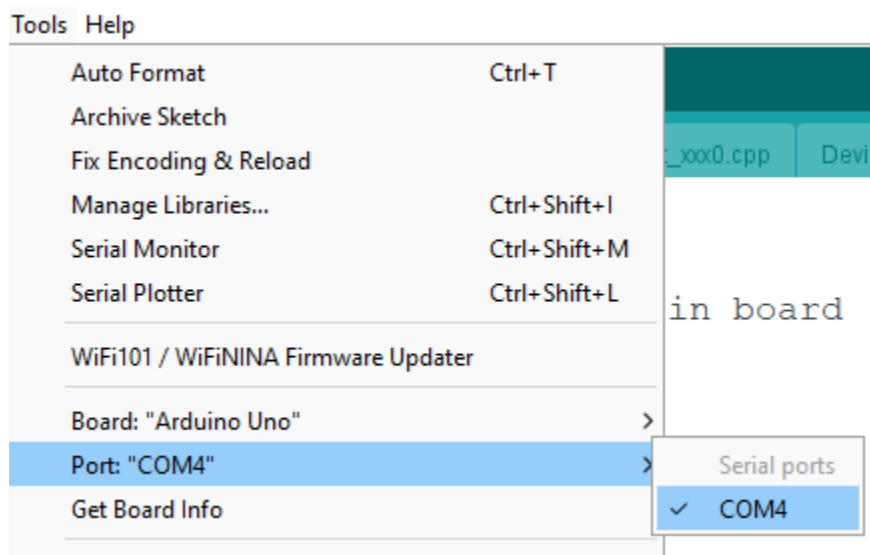 Tools Help
Auto Format Ctrl+T
Archive Sketch
Fix Encoding & Reload
Manage Libraries... Ctrl+Shift+I
Serial Monitor Ctrl+Shift+M
Serial Plotter Ctrl+Shift+L
WiFi101 / WiFiNINA Firmware Updater
Board: "Arduino Uno"
Port: "COM4"
Get Board Info
_xxx0.cpp Devi
in board
Serial ports
COM4